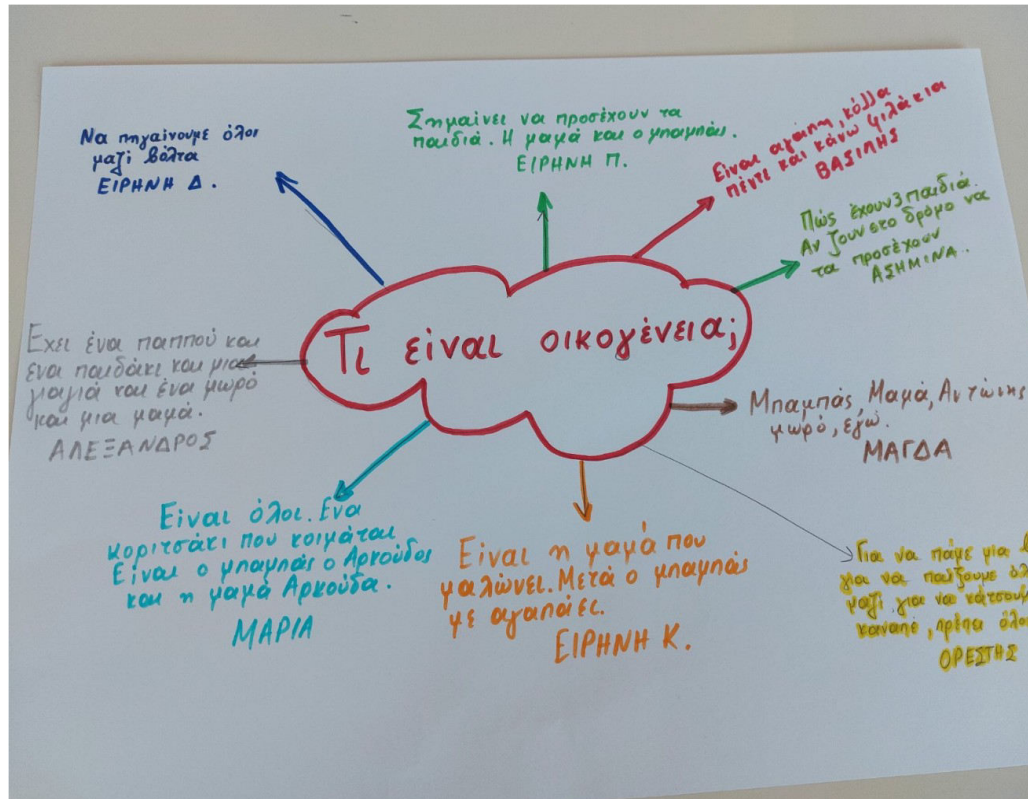 Να πηγαίνουμε όλοι
μαζί βόλτα
ΕΙΡΗΝΗ Δ.
Σημαίνει να προσέχουν τα
παιδιά. Η μαμά και ο μπαμπάς.
ΕΙΡΗΝΗ Π.
Είναι αγάπη, κόλλα
πέντε και κάνω φιλάκια
ΒΑΣΙΛΗΣ
Πώς έχουν 3 παιδιά.
Αν ζουν στο δρόμο να
τα προσέχουν
ΑΣΗΜΙΝΑ..
Τι είναι οικογένεια;
Έχει ένα παππού και
ένα παιδάκι και μια
γιαγιά και ένα μωρό
και μια μαμά.
ΑΛΕΞΑΝΔΡΟΣ
Μπαμπάς, Μαμά, Αντώνης
μωρό, εγώ.
ΜΑΓΔΑ
Είναι όλοι. Ένα
κοριτσάκι που κοιμάται
Είναι ο μπαμπάς ο Αρκούδος
και η μαμά Αρκούδα.
ΜΑΡΙΑ
Είναι η μαμά που
μαλώνει. Μετά ο μπαμπάς
με αγαπάει.
ΕΙΡΗΝΗ Κ.
Για να πάμε μια
για να παίξουμε
μαζί, για να
καναπέ, πρέπει
ΟΡΕΣΤΗΣ